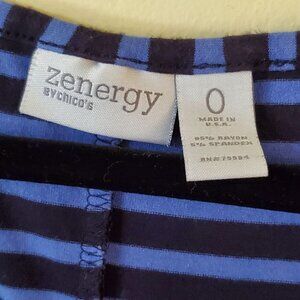 zenergy
BY CHICO'S
0
MADE IN
U.S.A.
95% RAYON
5% SPANDEX
RN# 75594